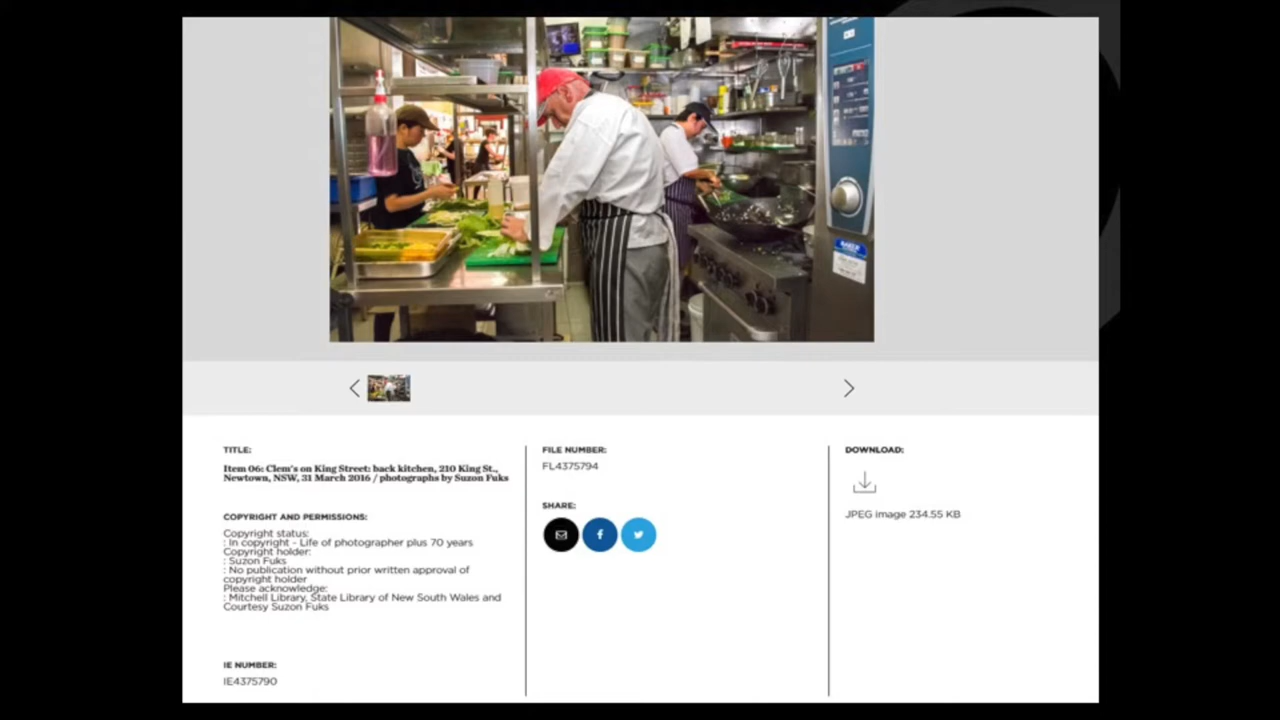 TITLE:
Item 06: Clem's on King Street: back kitchen, 210 King St.,
Newtown, NSW, 31 March 2016 / photographs by Suzon Fuks
COPYRIGHT AND PERMISSIONS:
Copyright status:
: In copyright - Life of photographer plus 70 years
Copyright holder:
: Suzon Fuks
: No publication without prior written approval of
copyright holder
Please acknowledge:
: Mitchell Library, State Library of New South Wales and
Courtesy Suzon Fuks
IE NUMBER:
IE4375790
FILE NUMBER:
FL4375794
SHARE:
DOWNLOAD:
JPEG image 234.55 KB